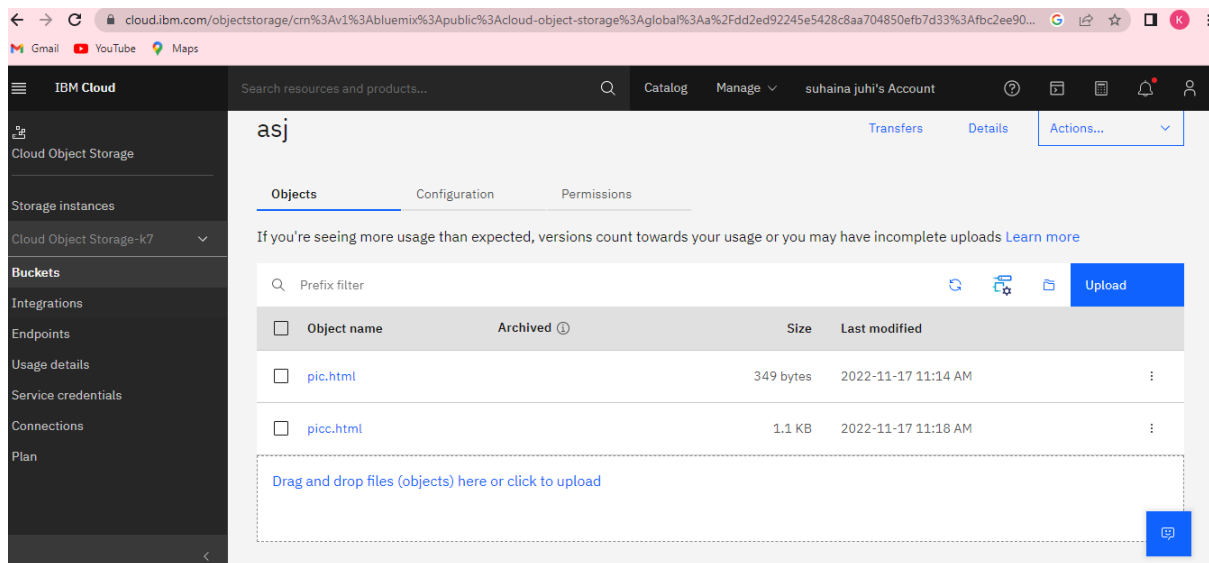 cloud.ibm.com/objectstorage/crn%3Av1%3Abluemix%3Apublic%3Acloud-object-storage%3Aglobal%3Aa%2Fdd2ed92245e5428c8aa704850efb7d33%3Afbc2ee90...
G
K
Gmail YouTube Maps
IBM Cloud
Search resources and products...
Catalog Manage suhaina juhi's Account
Cloud Object Storage
Storage instances
Cloud Object Storage-k7
Buckets
Integrations
Endpoints
Usage details
Service credentials
Connections
Plan
asj
Transfers Details Actions...
Objects Configuration Permissions
If you're seeing more usage than expected, versions count towards your usage or you may have incomplete uploads Learn more
Prefix filter Upload
Object name Archived Size Last modified
pic.html 349 bytes 2022-11-17 11:14 AM
picc.html 1.1 KB 2022-11-17 11:18 AM
Drag and drop files (objects) here or click to upload